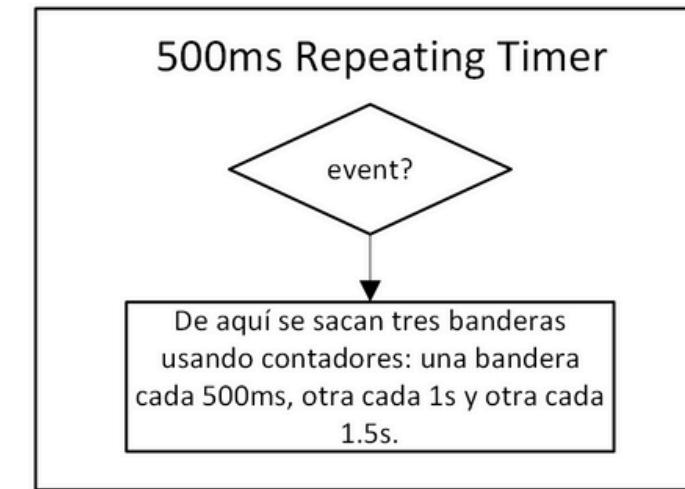 500ms Repeating Timer
event?
De aquí se sacan tres banderas
usando contadores: una bandera
cada 500ms, otra cada 1s y otra cada
1.5s.